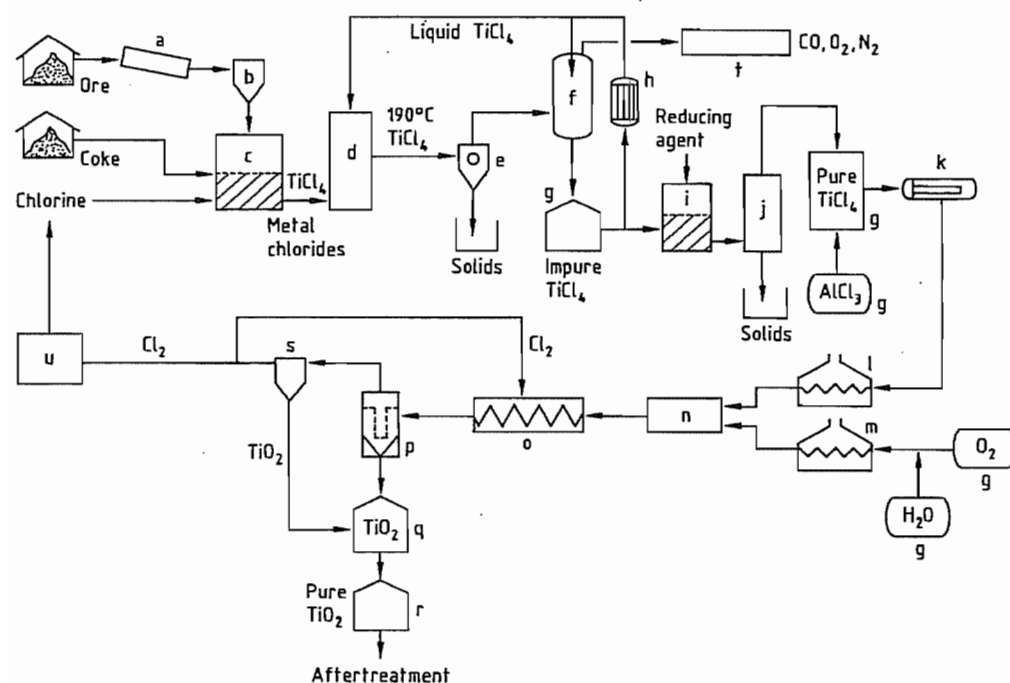 Liquid TiCl₄
CO, O₂, N₂
t
a
b
f
h
Ore
190°C
TiCl₄
Reducing
agent
c
d
e
k
Coke
TiCl₄
g
i
j
Pure
TiCl₄
g
Chlorine
Metal
chlorides
Solids
Impure
TiCl₄
AlCl₃
g
Solids
u
Cl₂
s
Cl₂
l
n
m
p
o
O₂
g
TiO₂
H₂O
g
TiO₂
q
Pure
TiO₂
r
Aftertreatment